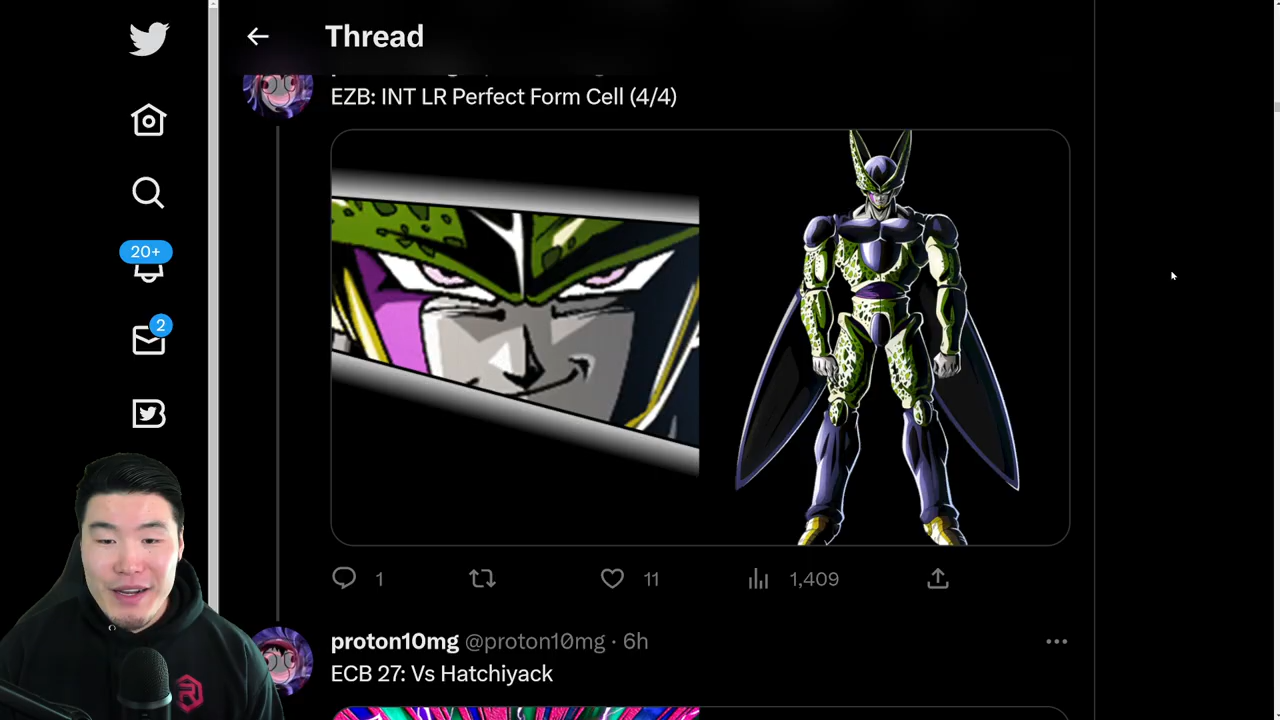 Thread
EZB: INT LR Perfect Form Cell (4/4)
20+
2
1
11
1,409
proton10mg @proton10mg · 6h
ECB 27: Vs Hatchiyack